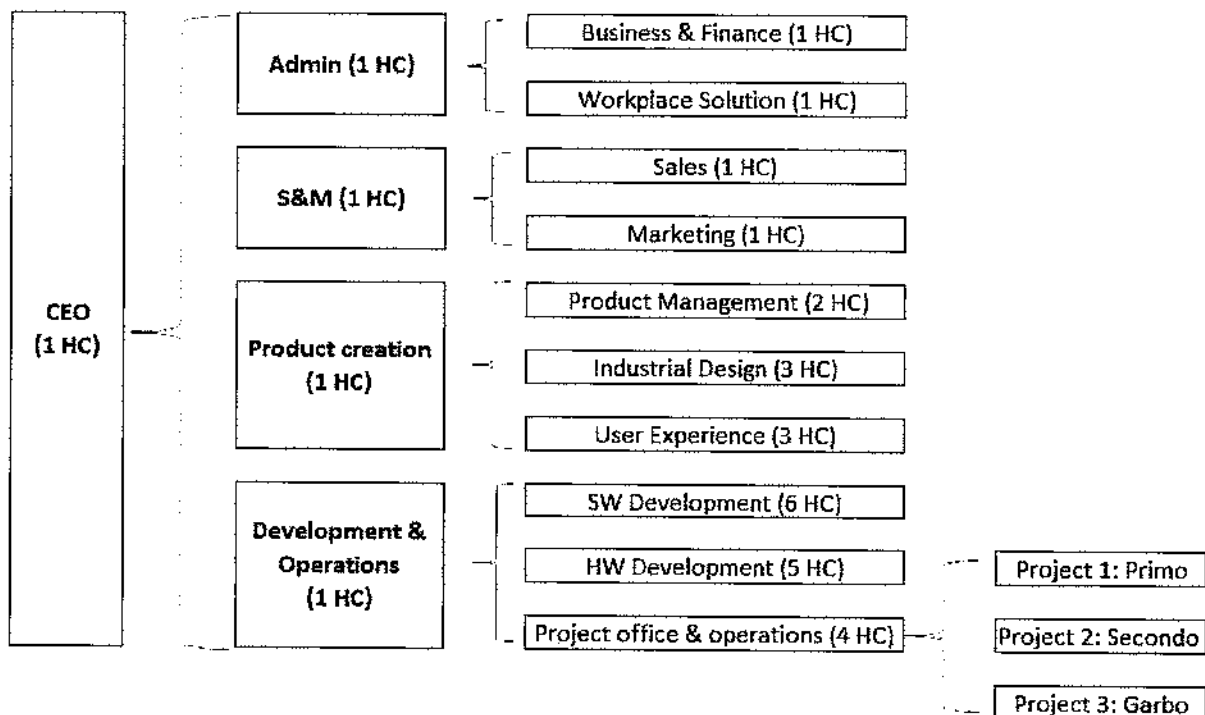 CEO
(1 HC)
Admin (1 HC)
Business & Finance (1 HC)
Workplace Solution (1 HC)
S&M (1 HC)
Sales (1 HC)
Marketing (1 HC)
Product creation
(1 HC)
Product Management (2 HC)
Industrial Design (3 HC)
User Experience (3 HC)
Development &
Operations
(1 HC)
SW Development (6 HC)
HW Development (5 HC)
Project office & operations (4 HC)
Project 1: Primo
Project 2: Secondo
Project 3: Garbo